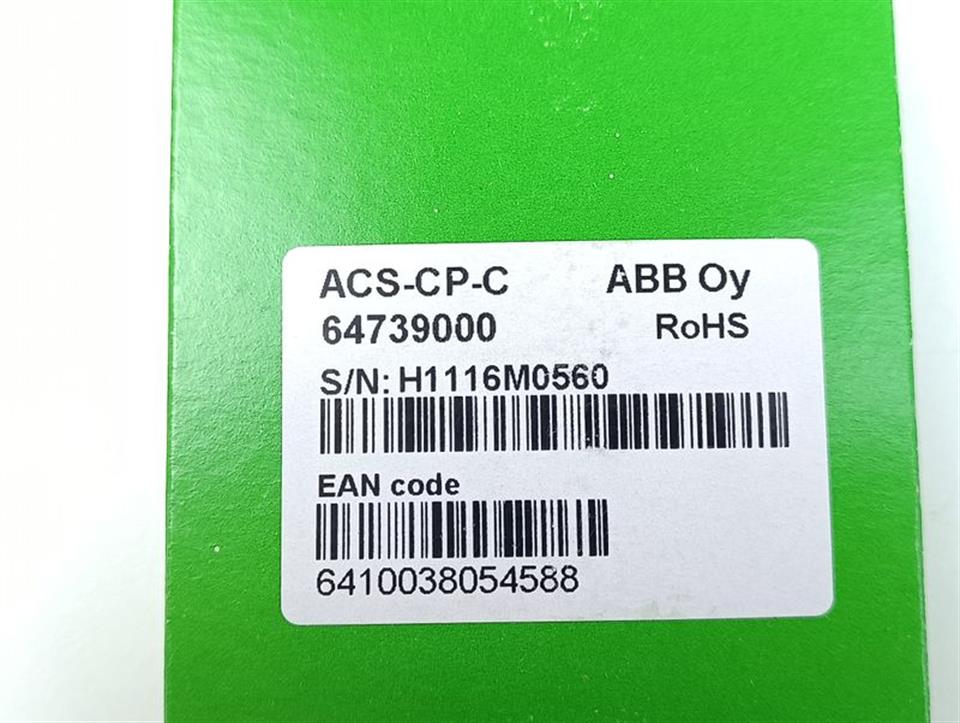 ACS-CP-C ABB Oy
64739000 RoHS
S/N: H1116M0560
EAN code
6410038054588